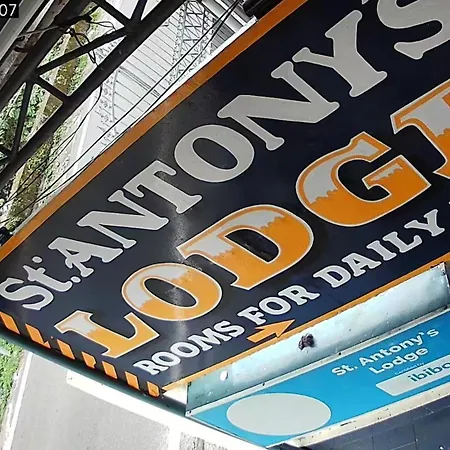 07
St. ANTONY'S
LODGE
ROOMS FOR DAILY
St. Antony's
Lodge
ibibo